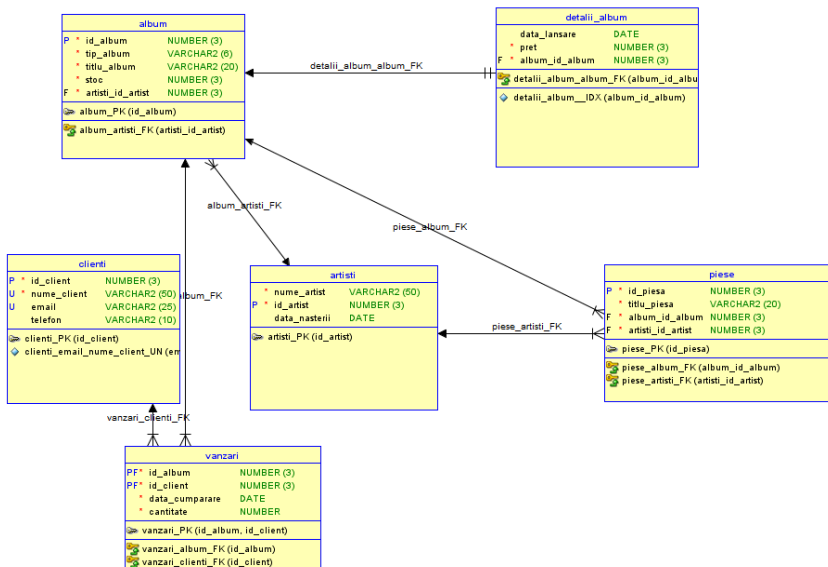 album
P * id_album NUMBER (3)
* tip_album VARCHAR2 (6)
* titlu_album VARCHAR2 (20)
* stoc NUMBER (3)
F * artisti_id_artist NUMBER (3)
album_PK (id_album)
album_artisti_FK (artisti_id_artist)
detalii_album
data_lansare DATE
* pret NUMBER (3)
F * album_id_album NUMBER (3)
detalii_album_album_FK (album_id_albu
detalii_album__IDX (album_id_album)
detalii_album_album_FK
album_artisti_FK
piese_album_FK
clienti
P * id_client NUMBER (3)
U * nume_client VARCHAR2 (50)
U email VARCHAR2 (25)
telefon VARCHAR2 (10)
clienti_PK (id_client)
clienti_email_nume_client_UN (em
album_FK
artisti
* nume_artist VARCHAR2 (50)
P * id_artist NUMBER (3)
data_nasterii DATE
artisti_PK (id_artist)
piese_artisti_FK
piese
P * id_piesa NUMBER (3)
* titlu_piesa VARCHAR2 (20)
F * album_id_album NUMBER (3)
F * artisti_id_artist NUMBER (3)
piese_PK (id_piesa)
piese_album_FK (album_id_album)
piese_artisti_FK (artisti_id_artist)
vanzari_clienti_FK
vanzari
PF* id_album NUMBER (3)
PF* id_client NUMBER (3)
* data_cumparare DATE
* cantitate NUMBER
vanzari_PK (id_album, id_client)
vanzari_album_FK (id_album)
vanzari_clienti_FK (id_client)